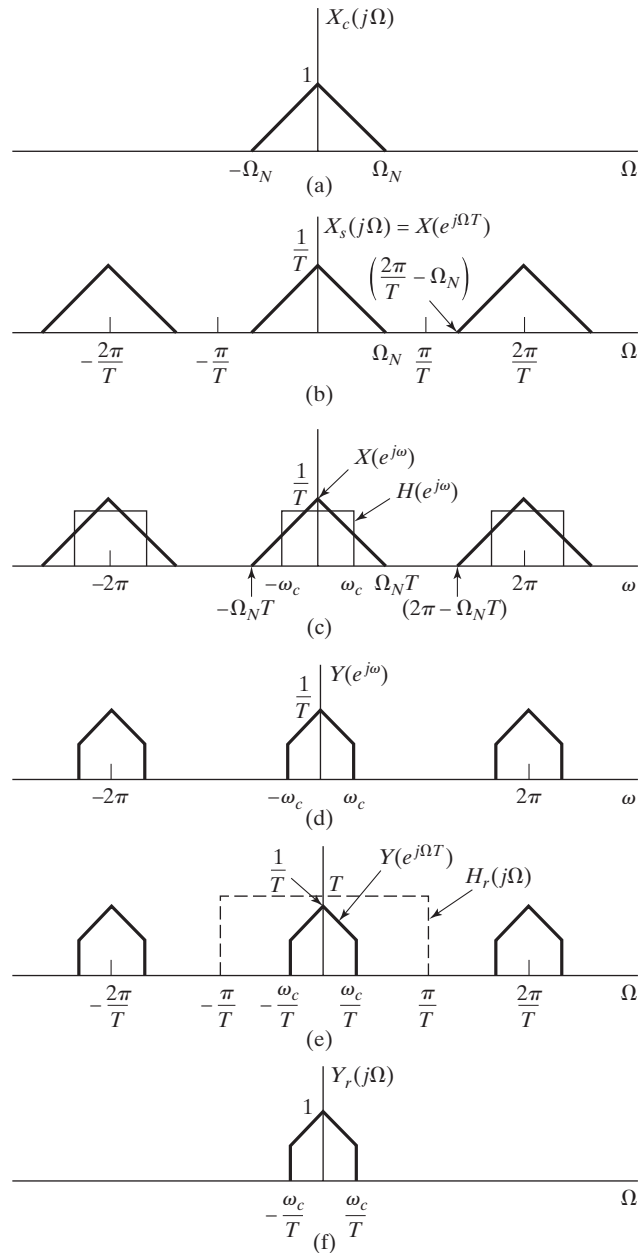 X_c(jΩ)
1
-Ω_N Ω_N Ω
(a)
X_s(jΩ) = X(e^{jΩT})
1/T
(2π/T - Ω_N)
-2π/T -π/T Ω_N π/T 2π/T Ω
(b)
X(e^{jω})
1/T
H(e^{jω})
-2π -ω_c ω_c Ω_N T 2π ω
-Ω_N T (2π - Ω_N T)
(c)
Y(e^{jω})
1/T
-2π -ω_c ω_c 2π ω
(d)
1/T T Y(e^{jΩT}) H_r(jΩ)
-2π/T -π/T -ω_c/T ω_c/T π/T 2π/T Ω
(e)
Y_r(jΩ)
1
-ω_c/T ω_c/T Ω
(f)